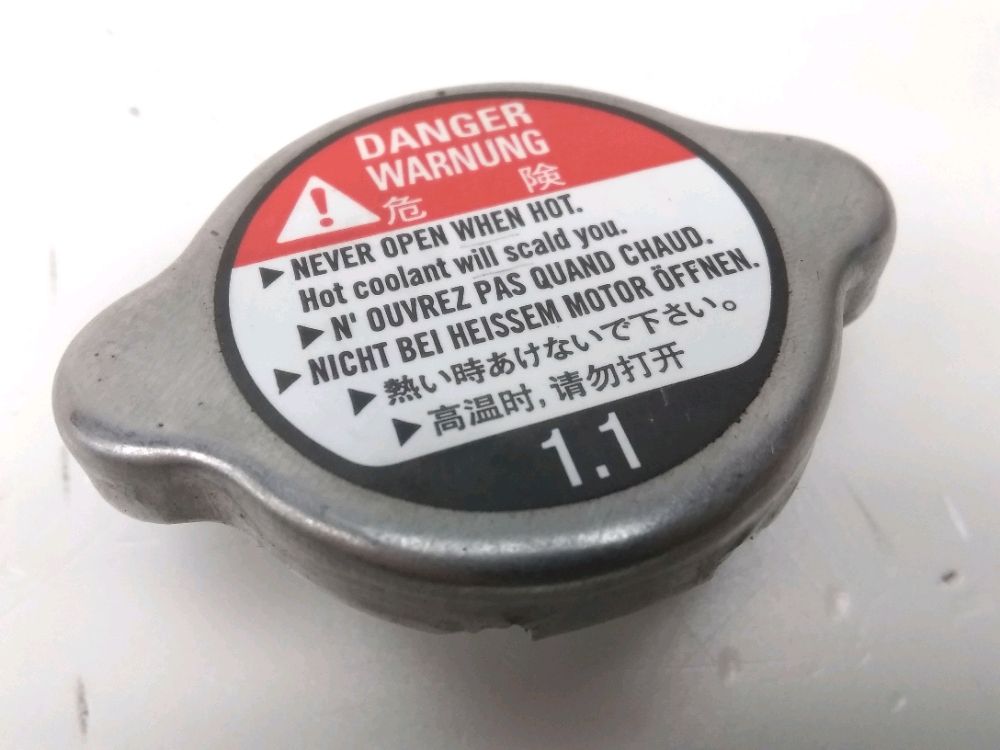 DANGER
WARNUNG
危 険
▶ NEVER OPEN WHEN HOT.
Hot coolant will scald you.
▶ N' OUVREZ PAS QUAND CHAUD.
▶ NICHT BEI HEISSEM MOTOR ÖFFNEN.
▶ 熱い時あけないで下さい。
▶ 高温时, 请勿打开
1.1